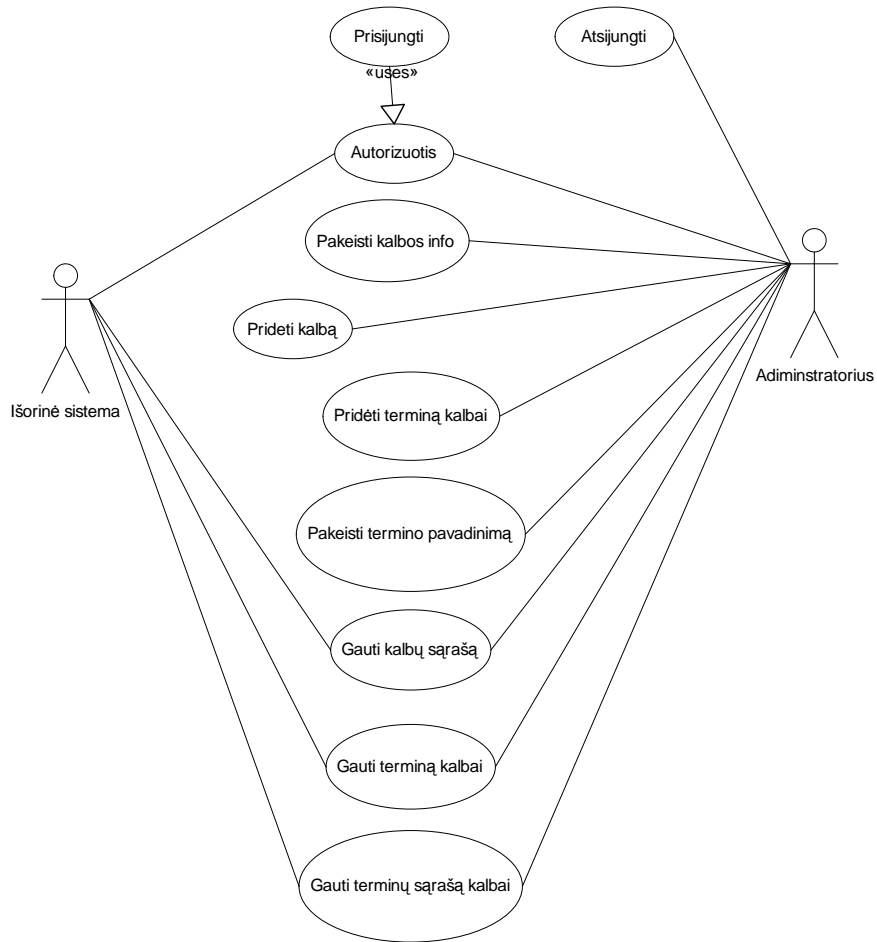 Prisijungti
Atsijungti
«uses»
Autorizuotis
Pakeisti kalbos info
Prideti kalbą
Adiminstratorius
Išorinė sistema
Pridėti terminą kalbai
Pakeisti termino pavadinimą
Gauti kalbų sąrašą
Gauti terminą kalbai
Gauti terminų sąrašą kalbai